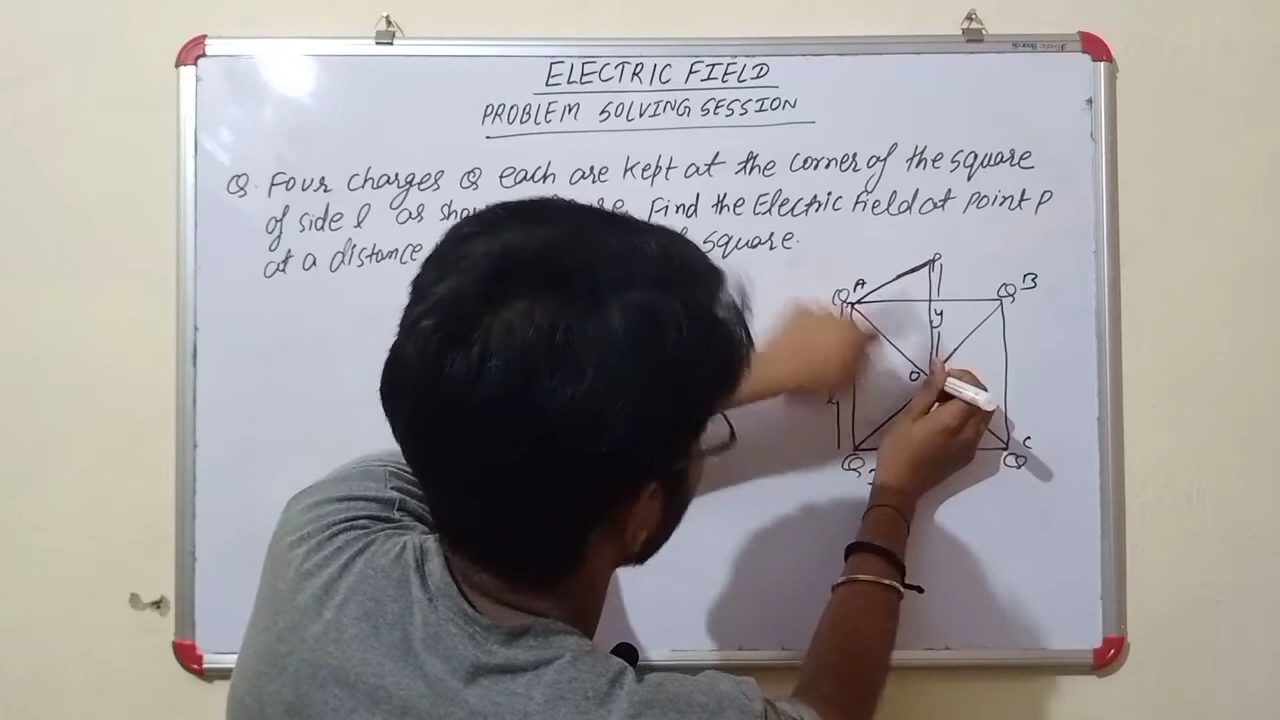 ELECTRIC FIELD
PROBLEM SOLVING SESSION
Q. Four charges Q each are kept at the corner of the square
of side l as Find the Electric Field at point P
at a distance square.
P
Q A
Q B
y
O
C
Q
Q